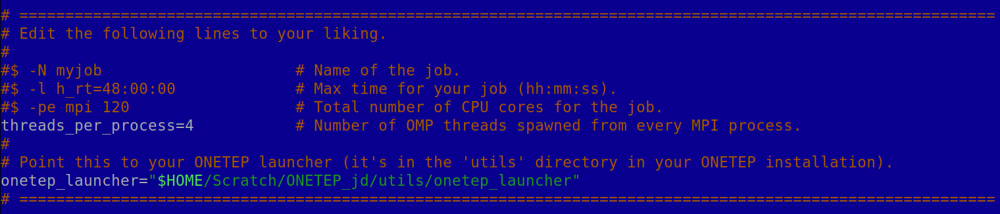 # ==========================================================================================================
# Edit the following lines to your liking.
#
#$ -N myjob                     # Name of the job.
#$ -l h_rt=48:00:00             # Max time for your job (hh:mm:ss).
#$ -pe mpi 120                  # Total number of CPU cores for the job.
threads_per_process=4           # Number of OMP threads spawned from every MPI process.
#
# Point this to your ONETEP launcher (it's in the 'utils' directory in your ONETEP installation).
onetep_launcher="$HOME/Scratch/ONETEP_jd/utils/onetep_launcher"
# ==========================================================================================================